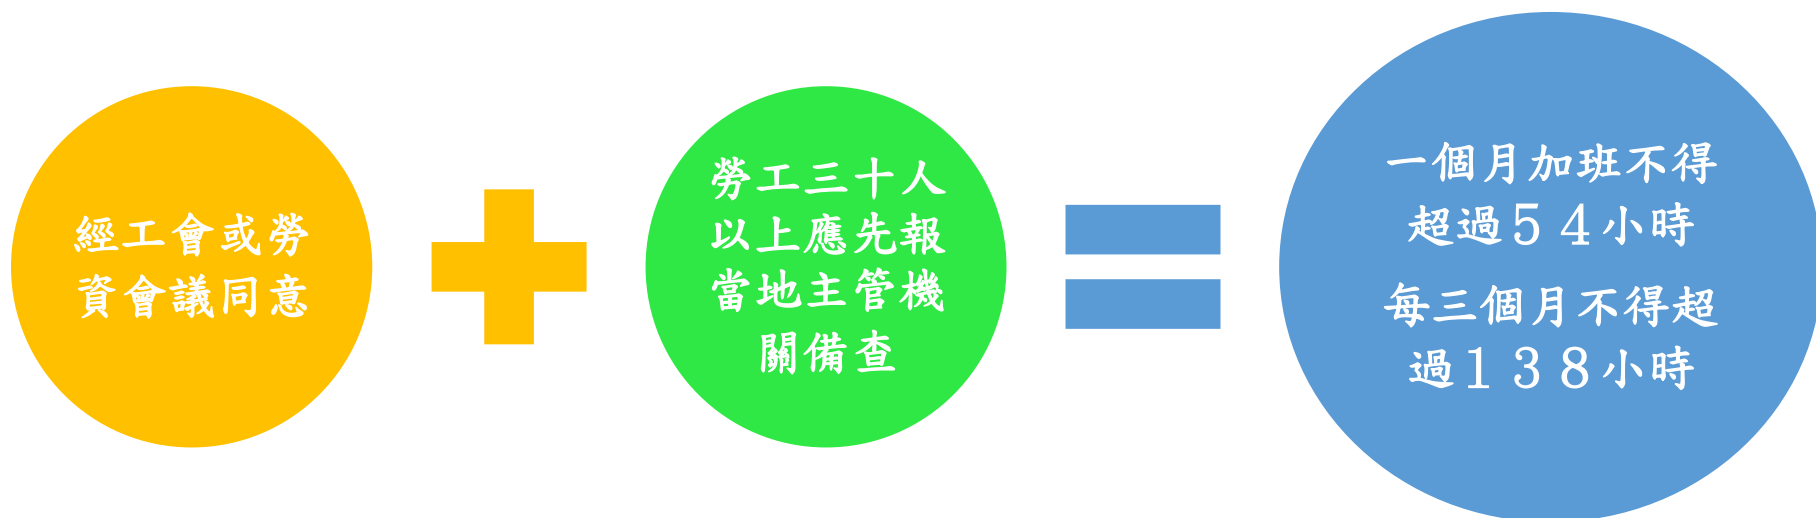 經工會或勞
資會議同意
勞工三十人
以上應先報
當地主管機
關備查
一個月加班不得
超過５４小時
每三個月不得超
過１３８小時